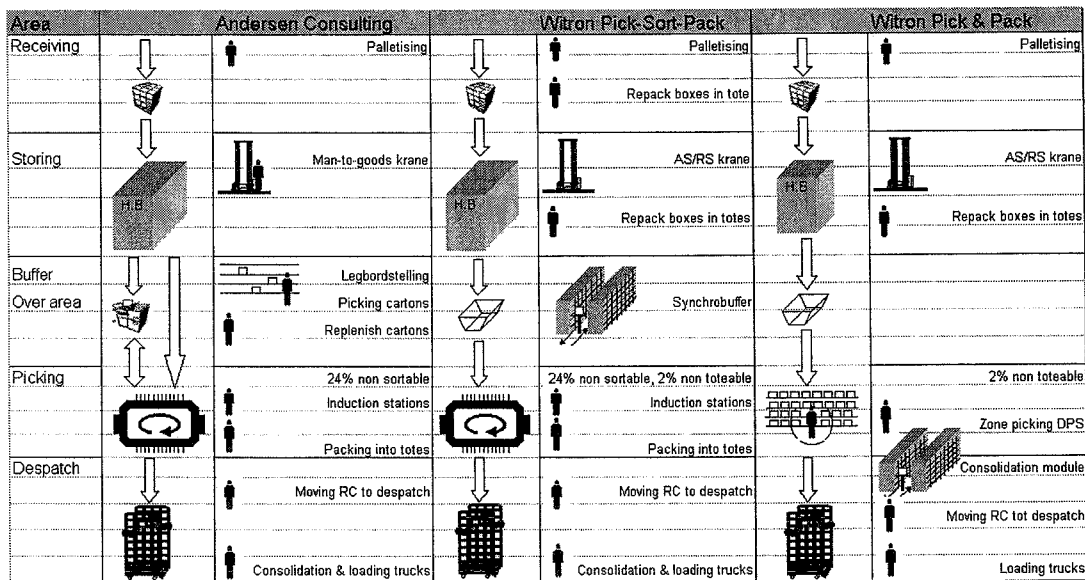 Area Andersen Consulting Witron Pick-Sort-Pack Witron Pick & Pack
Receiving Palletising Palletising Palletising
Repack boxes in tote
Storing Man-to-goods krane AS/RS krane AS/RS krane
H.B H.B H.B
Repack boxes in totes Repack boxes in totes
Buffer Legbordstelling
Over area Picking cartons Synchrobuffer
Replenish cartons
Picking 24% non sortable 24% non sortable, 2% non toteable 2% non toteable
Induction stations Induction stations
Zone picking DPS
Packing into totes Packing into totes
Despatch Consolidation module
Moving RC to despatch Moving RC to despatch
Moving RC tot despatch
Consolidation & loading trucks Consolidation & loading trucks Loading trucks